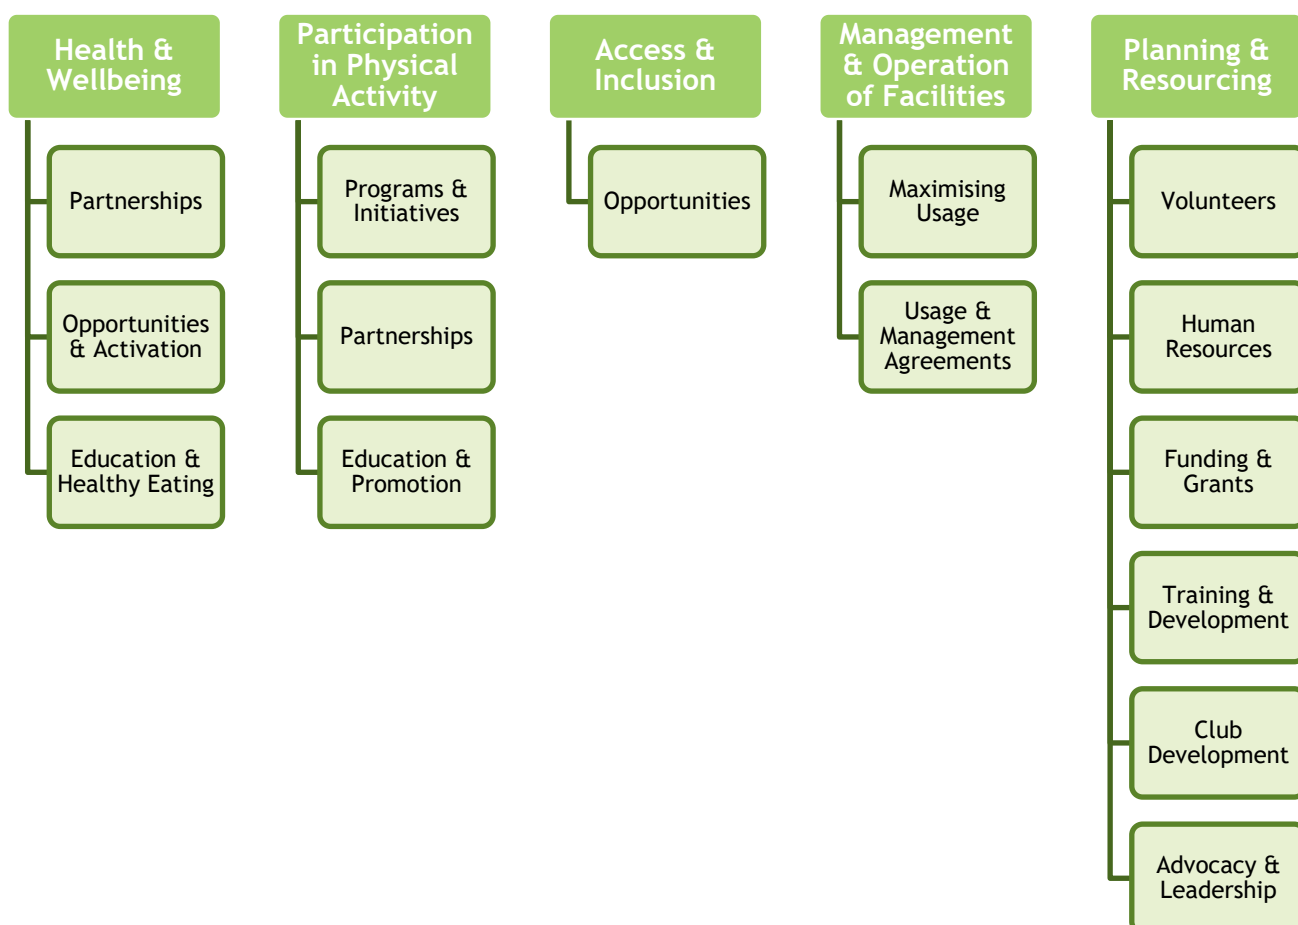 Health &
Wellbeing
Partnerships
Opportunities
& Activation
Education &
Healthy Eating
Participation
in Physical
Activity
Programs &
Initiatives
Partnerships
Education &
Promotion
Access &
Inclusion
Opportunities
Management
& Operation
of Facilities
Maximising
Usage
Usage &
Management
Agreements
Planning &
Resourcing
Volunteers
Human
Resources
Funding &
Grants
Training &
Development
Club
Development
Advocacy &
Leadership